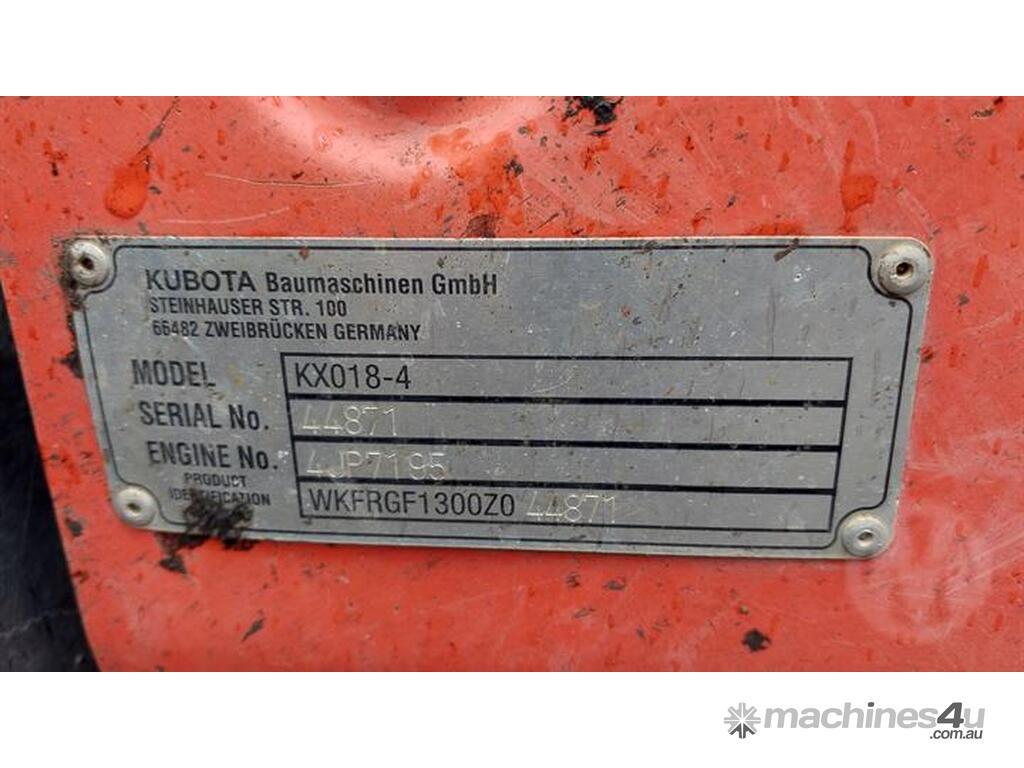 KUBOTA Baumaschinen GmbH
STEINHAUSER STR. 100
66482 ZWEIBRÜCKEN GERMANY
MODEL KX018-4
SERIAL No. 44871
ENGINE No. 4JP7195
PRODUCT
IDENTIFICATION WKFRGF1300Z0 44871
machines4u
.com.au